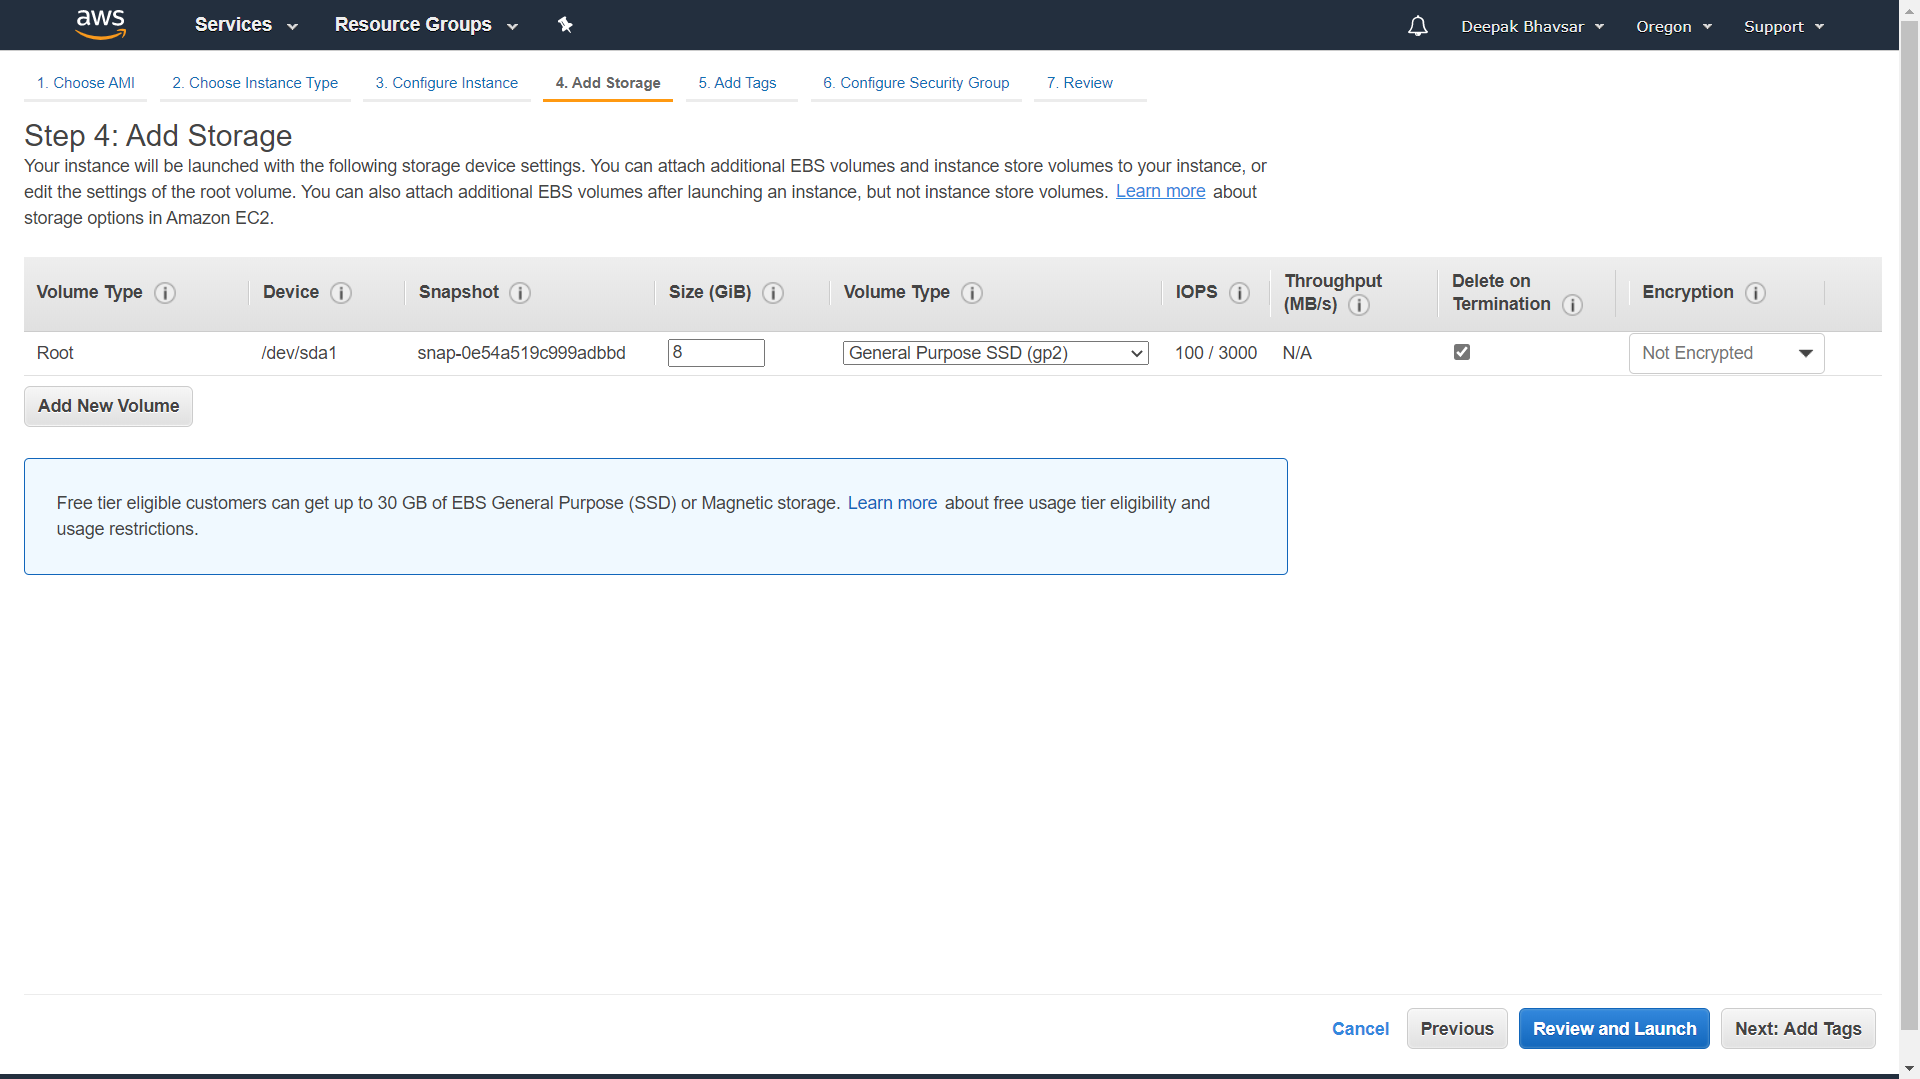 aws Services Resource Groups Deepak Bhavsar Oregon Support
1. Choose AMI 2. Choose Instance Type 3. Configure Instance 4. Add Storage 5. Add Tags 6. Configure Security Group 7. Review
Step 4: Add Storage
Your instance will be launched with the following storage device settings. You can attach additional EBS volumes and instance store volumes to your instance, or
edit the settings of the root volume. You can also attach additional EBS volumes after launching an instance, but not instance store volumes. Learn more about
storage options in Amazon EC2.
Volume Type i Device i Snapshot i Size (GiB) i Volume Type i IOPS i Throughput (MB/s) i Delete on Termination i Encryption i
Root /dev/sda1 snap-0e54a519c999adbbd 8 General Purpose SSD (gp2) 100 / 3000 N/A Not Encrypted
Add New Volume
Free tier eligible customers can get up to 30 GB of EBS General Purpose (SSD) or Magnetic storage. Learn more about free usage tier eligibility and
usage restrictions.
Cancel Previous Review and Launch Next: Add Tags